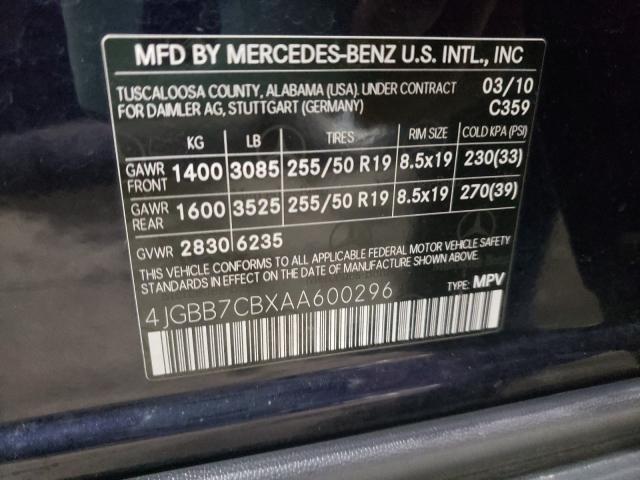 MFD BY MERCEDES-BENZ U.S. INTL., INC
TUSCALOOSA COUNTY, ALABAMA (USA). UNDER CONTRACT 03/10
FOR DAIMLER AG, STUTTGART (GERMANY) C359
KG LB TIRES RIM SIZE COLD KPA (PSI)
GAWR FRONT 1400 3085 255/50 R19 8.5x19 230(33)
GAWR REAR 1600 3525 255/50 R19 8.5x19 270(39)
GVWR 2830 6235
THIS VEHICLE CONFORMS TO ALL APPLICABLE FEDERAL MOTOR VEHICLE SAFETY
STANDARDS IN EFFECT ON THE DATE OF MANUFACTURE SHOWN ABOVE
4JGBB7CBXAA600296 TYPE: MPV